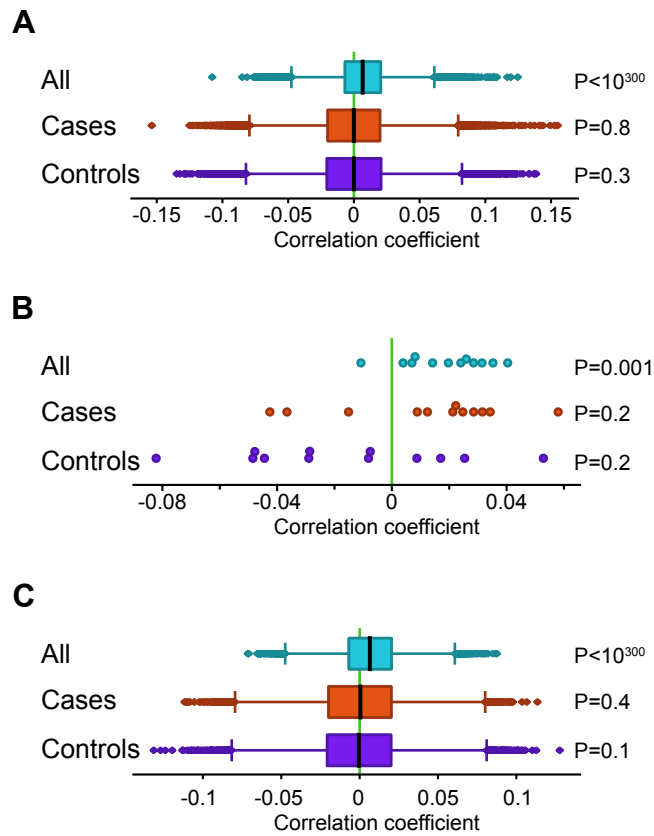 A
All P<10³⁰⁰
Cases P=0.8
Controls P=0.3
-0.15 -0.1 -0.05 0 0.05 0.1 0.15
Correlation coefficient
B
All P=0.001
Cases P=0.2
Controls P=0.2
-0.08 -0.04 0 0.04
Correlation coefficient
C
All P<10³⁰⁰
Cases P=0.4
Controls P=0.1
-0.1 -0.05 0 0.05 0.1
Correlation coefficient